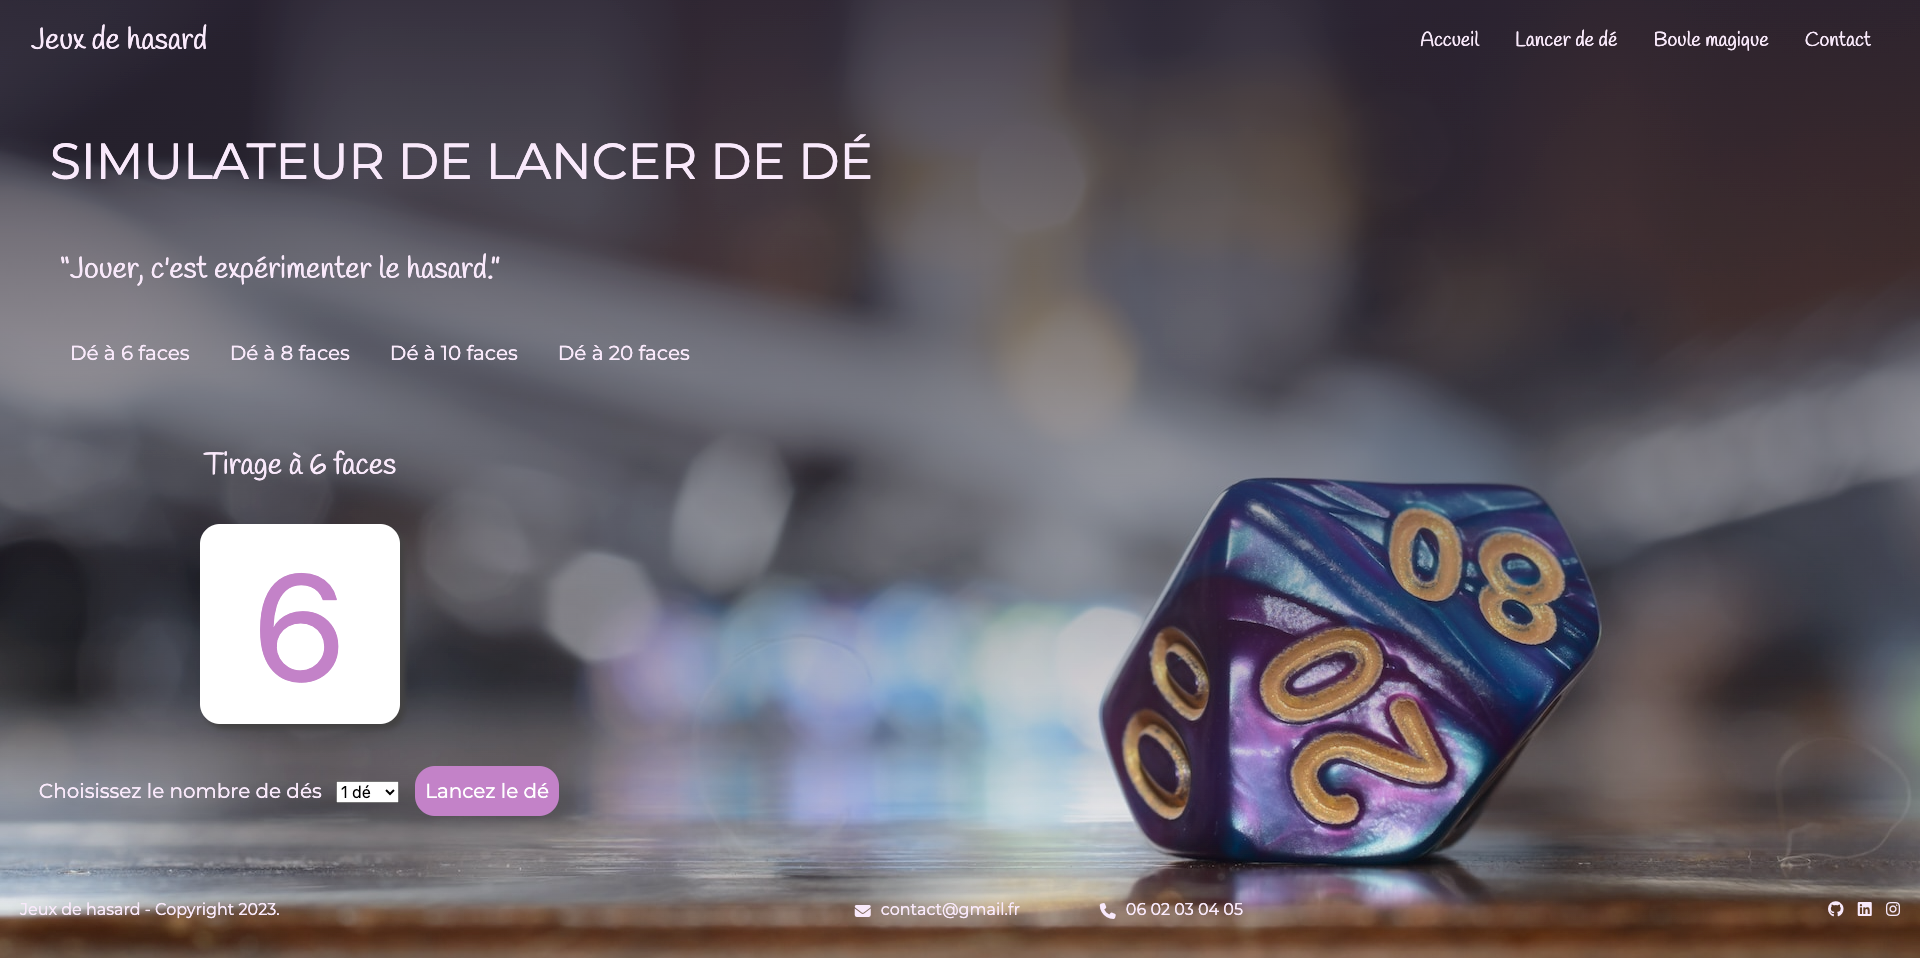 Jeux de hasard
Accueil Lancer de dé Boule magique Contact
SIMULATEUR DE LANCER DE DÉ
"Jouer, c'est expérimenter le hasard."
Dé à 6 faces Dé à 8 faces Dé à 10 faces Dé à 20 faces
Tirage à 6 faces
6
Choisissez le nombre de dés 1 dé Lancez le dé
08
00
20
Jeux de hasard - Copyright 2023. contact@gmail.fr 06 02 03 04 05